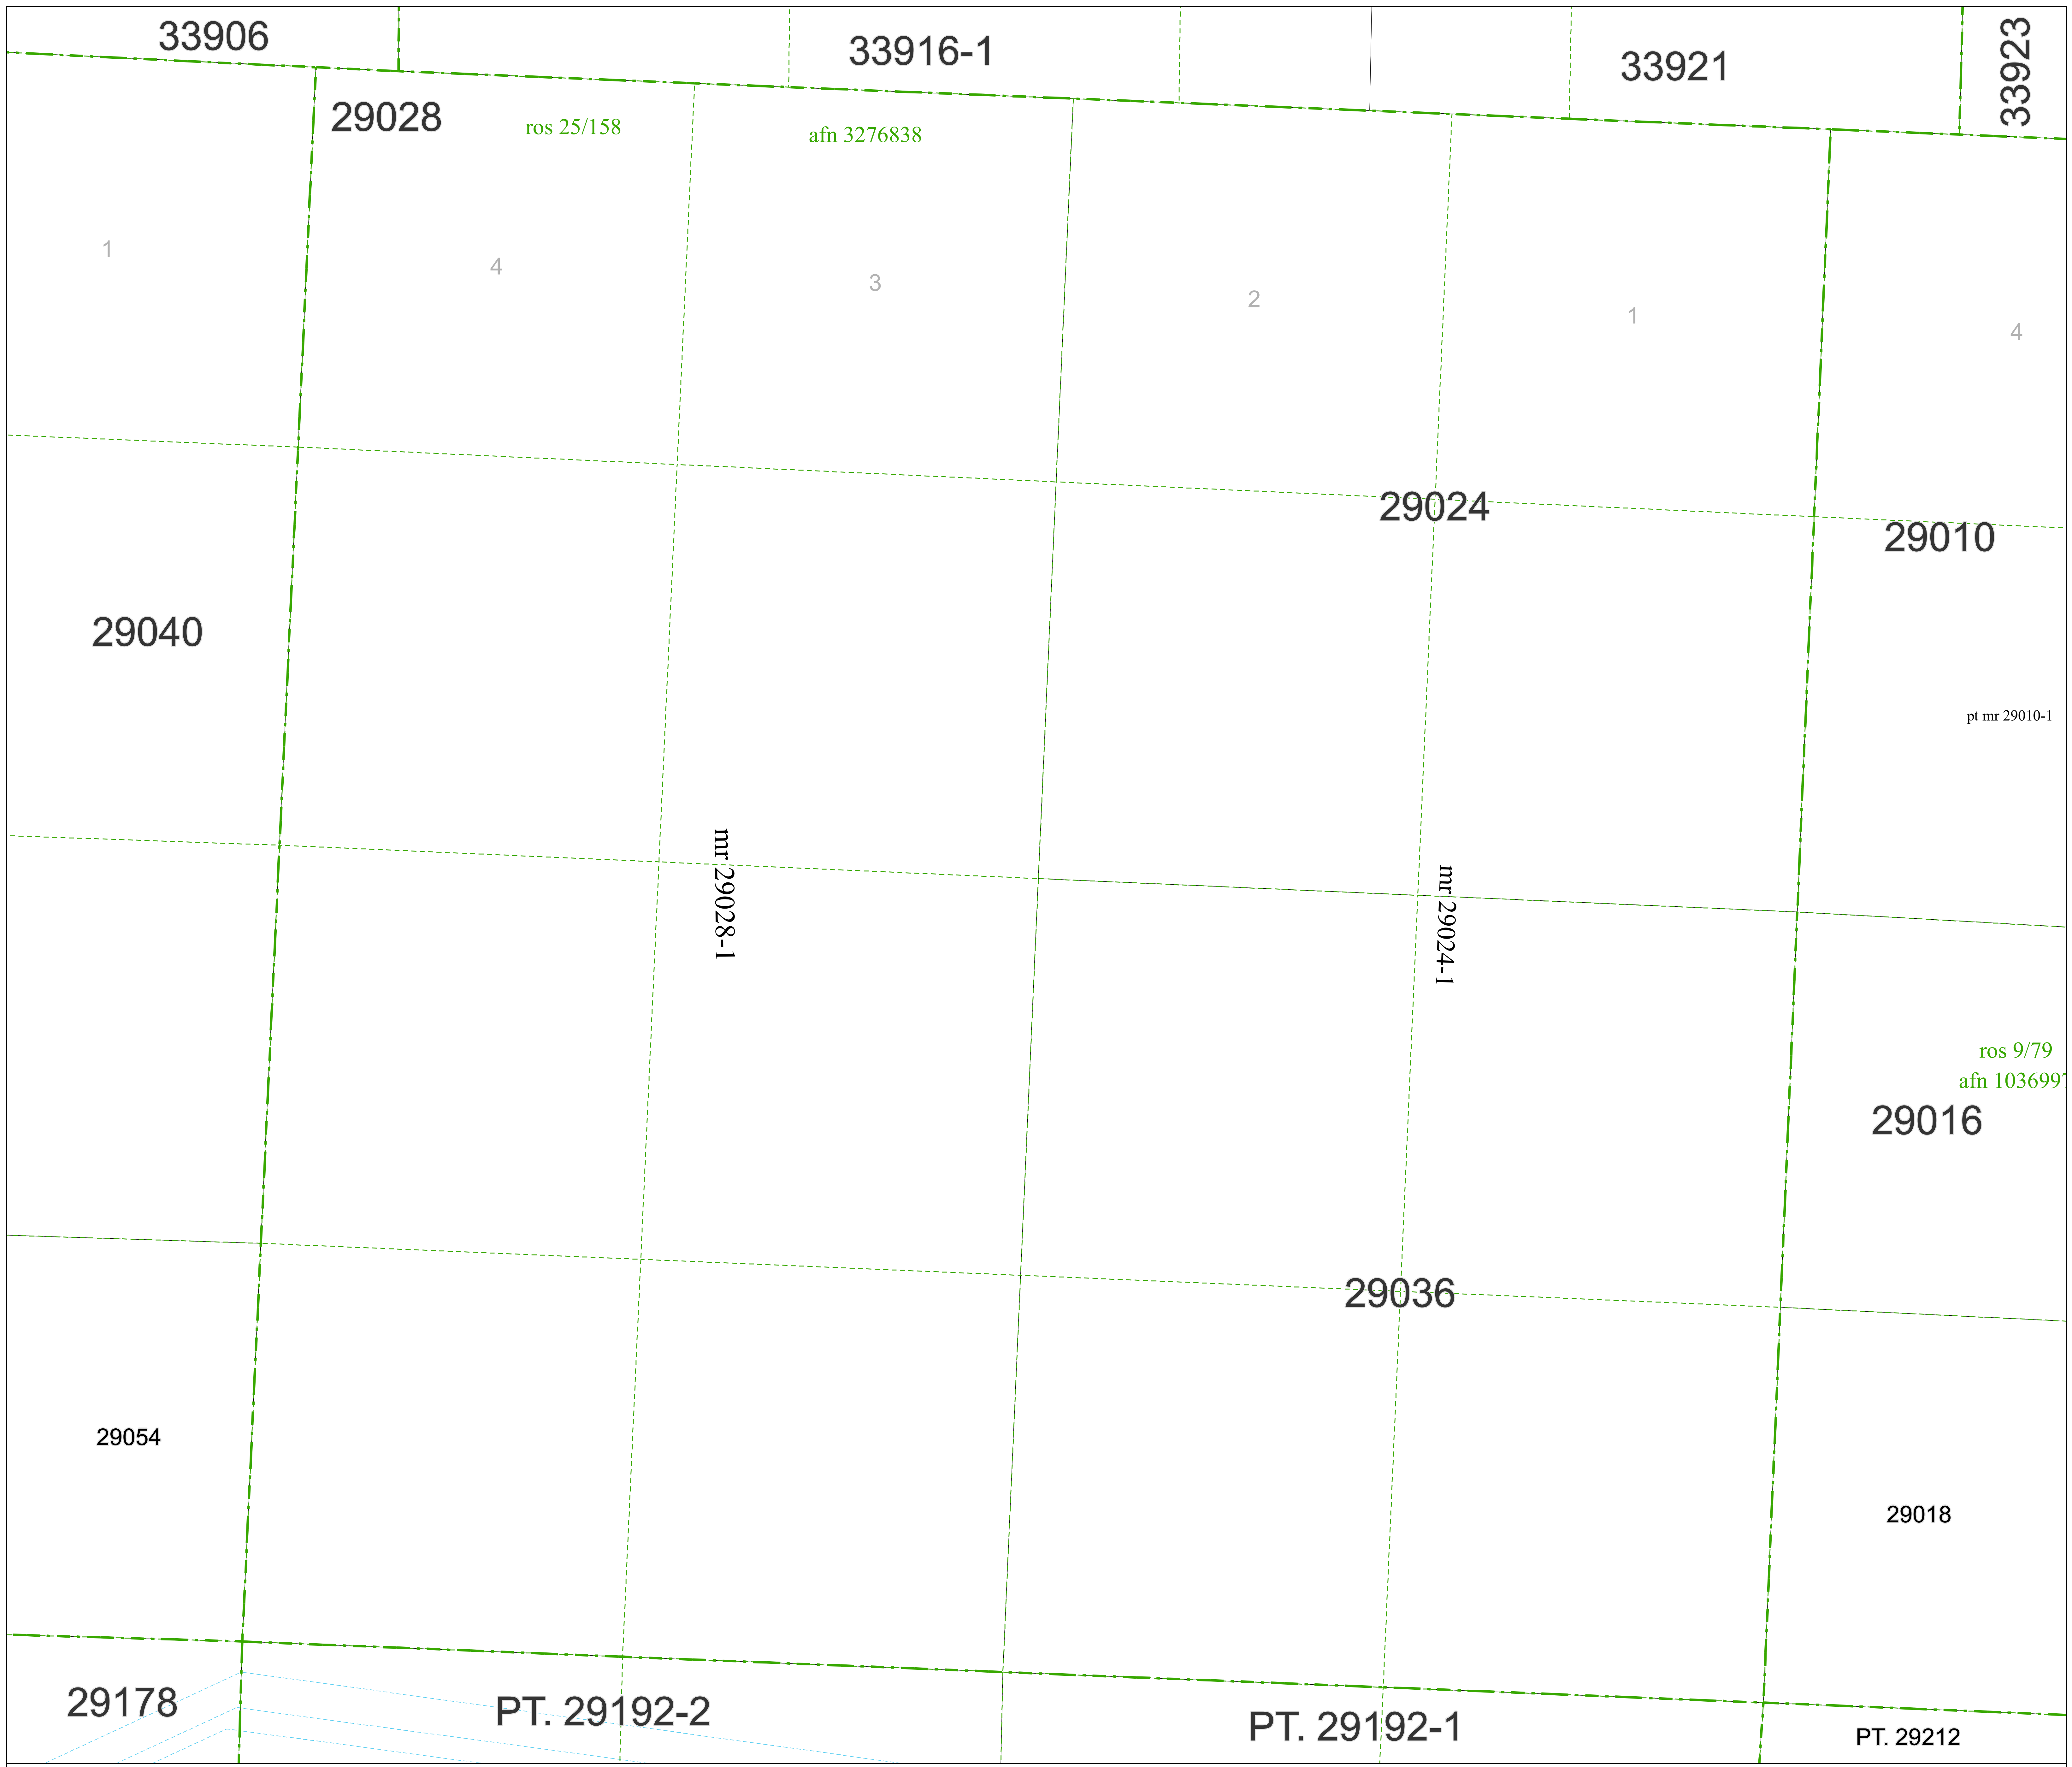 33906
33916-1
33921
33923
29028
ros 25/158
afn 3276838
1
4
3
2
1
4
29024
29010
29040
pt mr 29010-1
mr 29028-1
mr 29024-1
ros 9/79
afn 1036997
29016
29036
29054
29018
29178
PT. 29192-2
PT. 29192-1
PT. 29212